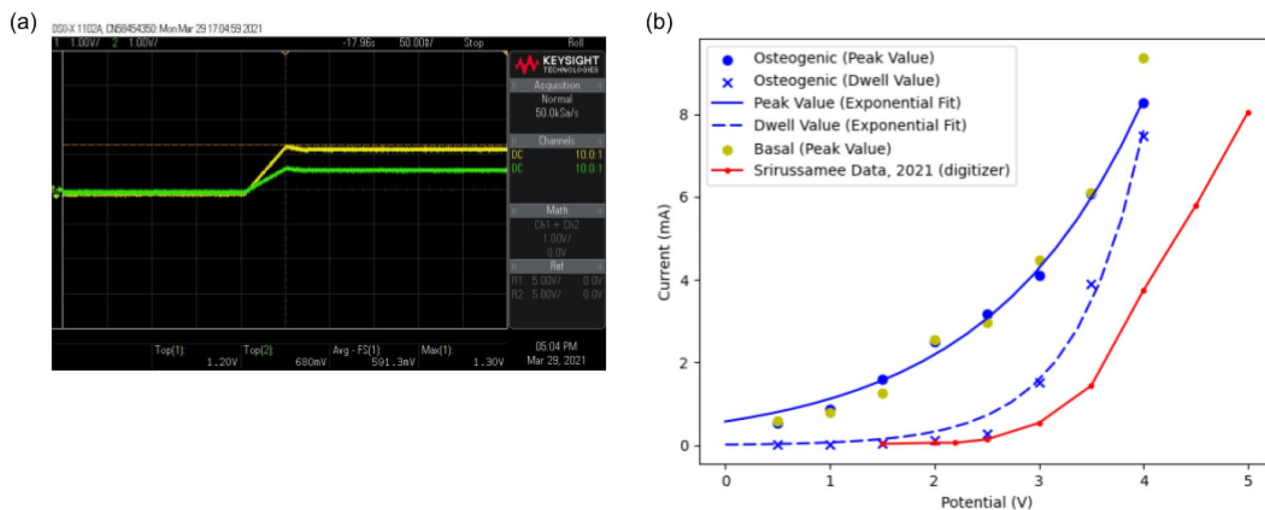 (a)
(b)
DSO-X 1102A, CN58454350: Mon Mar 29 17:04:59 2021
1 1.00V/ 2 1.00V/ -17.96s 50.00º/ Stop Roll
KEYSIGHT
TECHNOLOGIES
Acquisition
Normal
50.0kSa/s
Channels
DC 10.0:1
DC 10.0:1
Math
Ch1 + Ch2
1.00V/
0.0V
Ref
R1: 5.00V/ 0.0V
R2: 5.00V/ 0.0V
Top(1): Top(2): Avg - FS(1): Max(1):
1.20V 680mV 591.3mV 1.30V
05:04 PM
Mar 29, 2021
Osteogenic (Peak Value)
Osteogenic (Dwell Value)
Peak Value (Exponential Fit)
Dwell Value (Exponential Fit)
Basal (Peak Value)
Srirussamee Data, 2021 (digitizer)
Current (mA)
8
6
4
2
0
0 1 2 3 4 5
Potential (V)